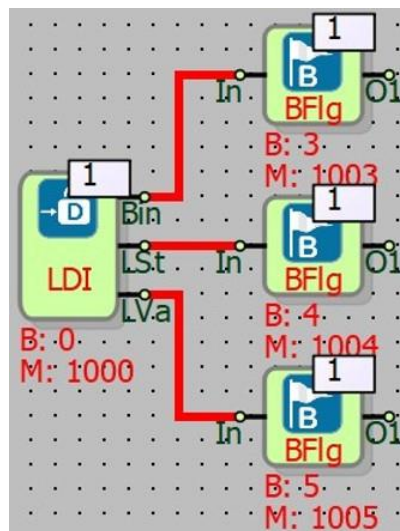 1
In
B
O1
BFlg
B: 3
M: 1003
1
D
Bin
LSt
LVa
LDI
B: 0
M: 1000
1
In
B
O1
BFlg
B: 4
M: 1004
1
In
B
O1
BFlg
B: 5
M: 1005